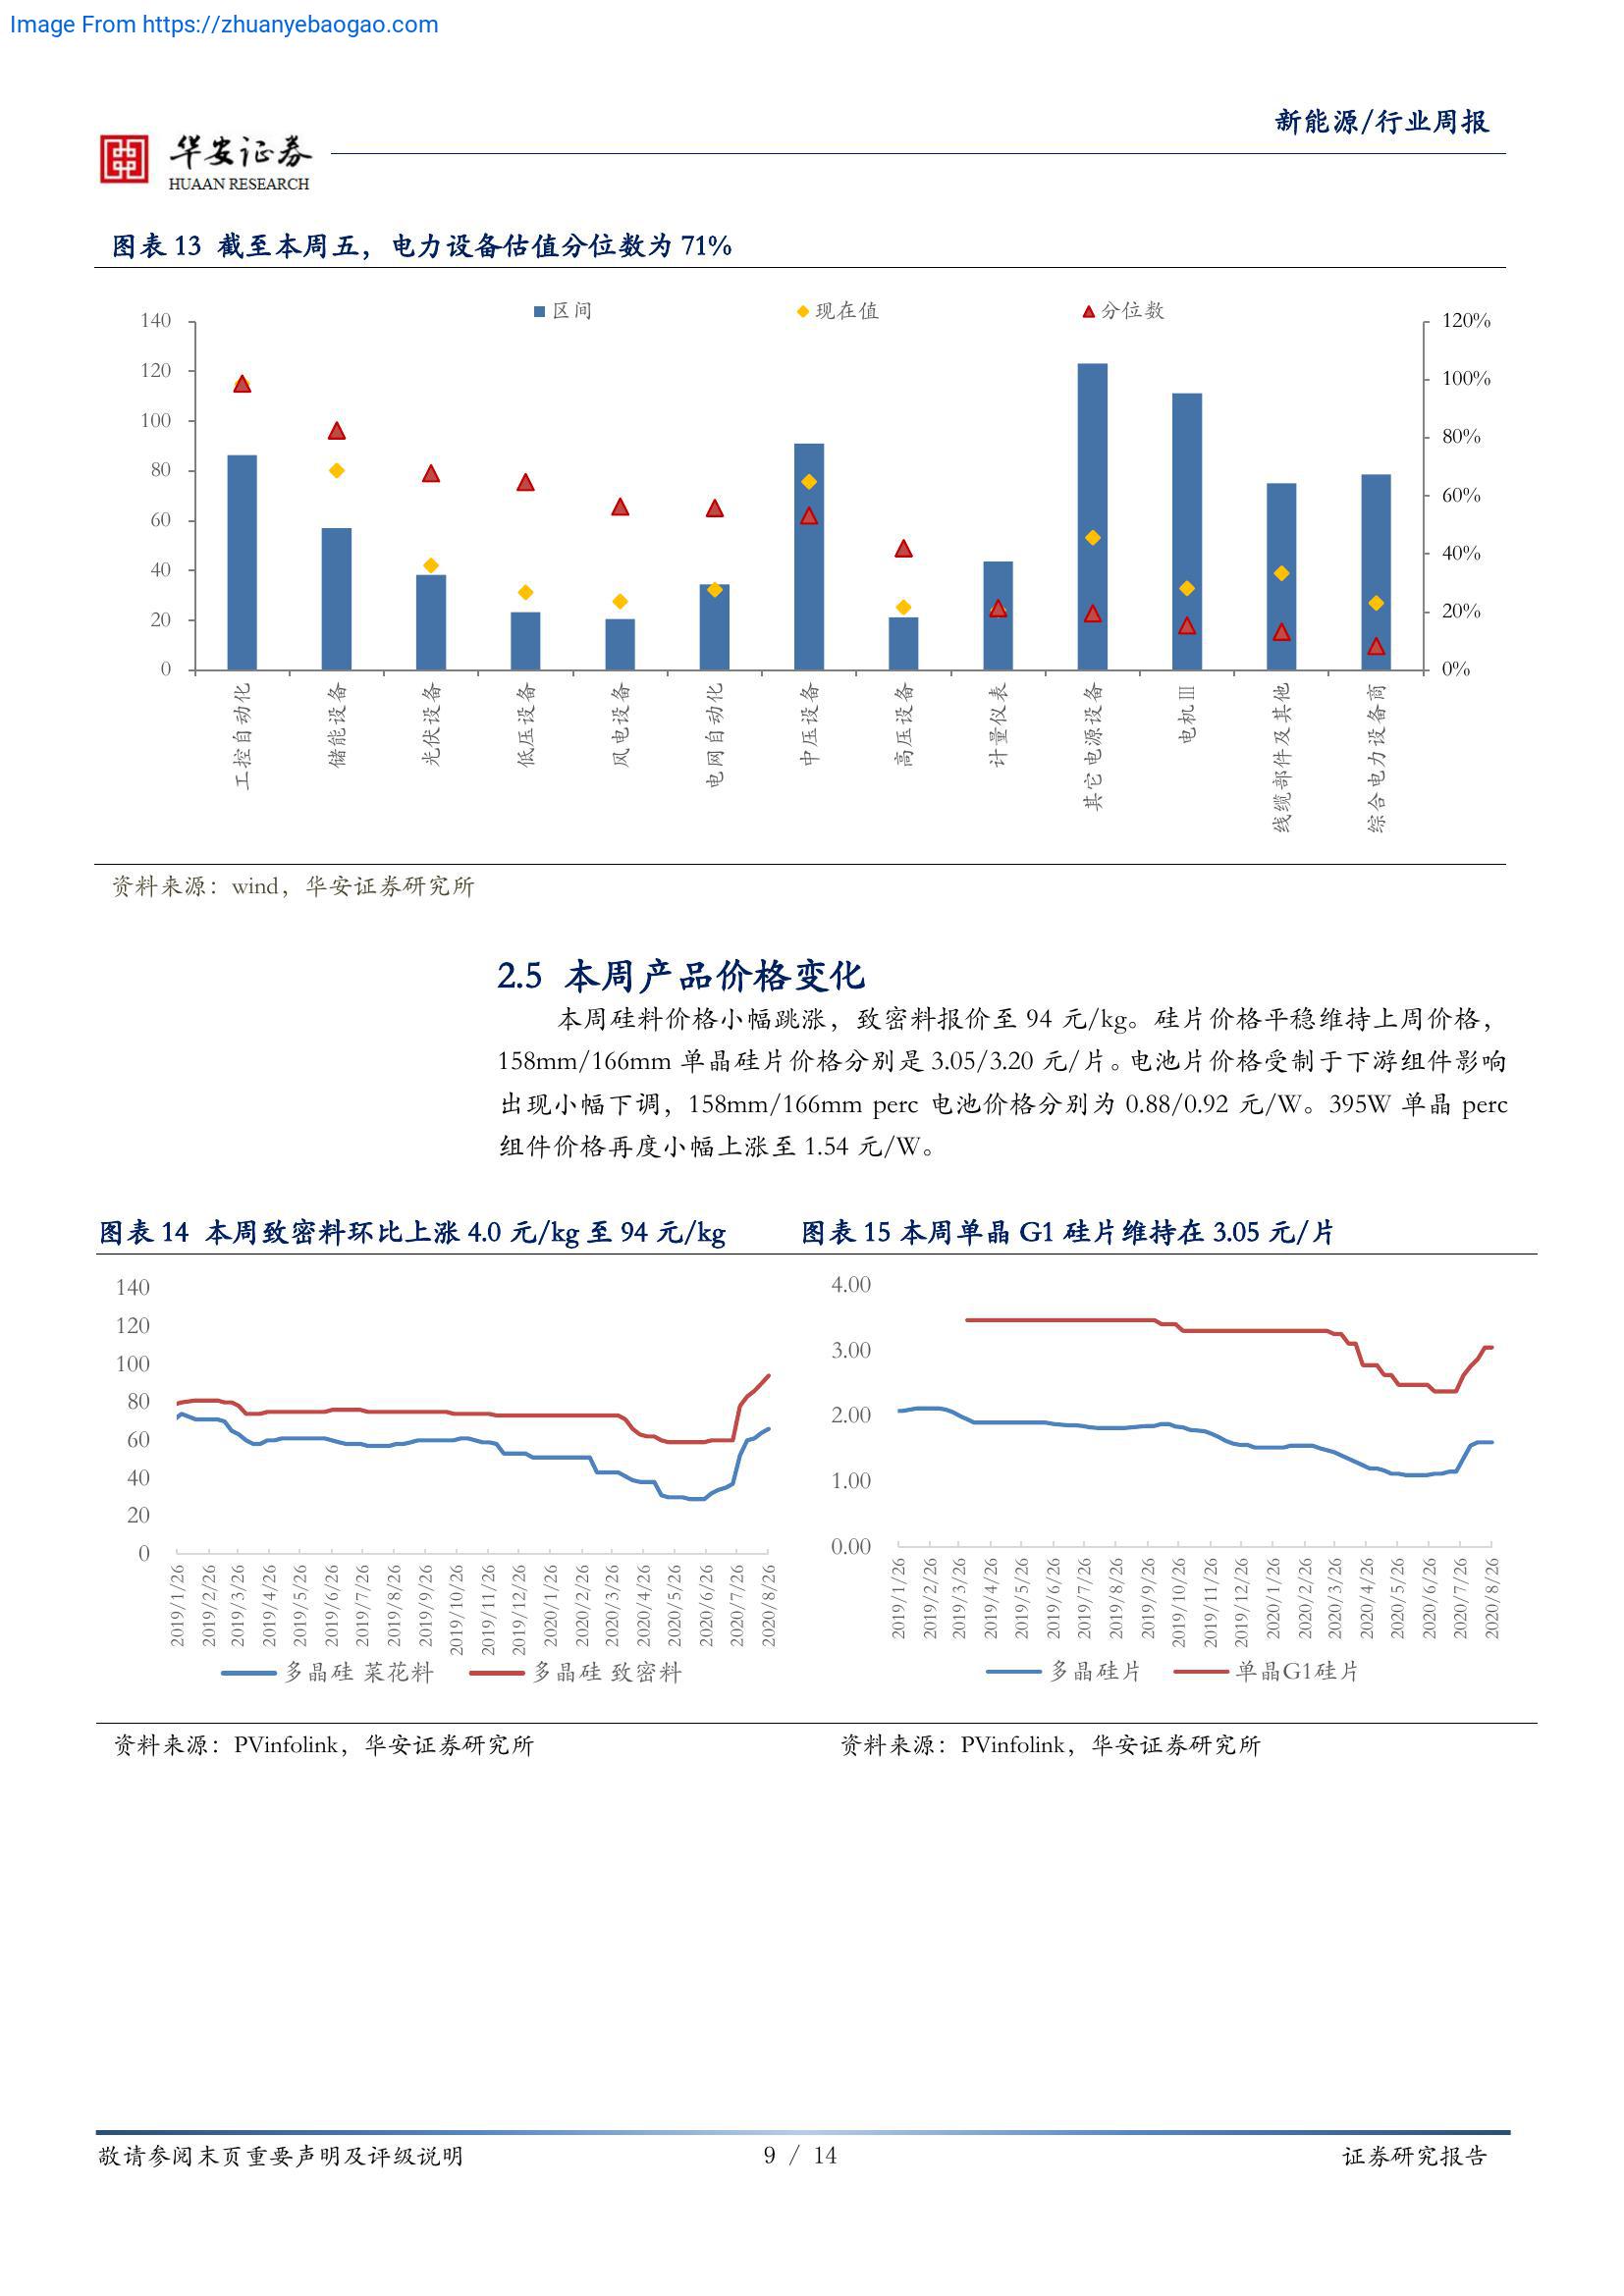 Image From https://zhuanyebaogao.com
新能源/行业周报
华安证券
HUAAN RESEARCH
图表 13 截至本周五，电力设备估值分位数为 71%
区间 现在值 分位数
140
120
100
80
60
40
20
0
120%
100%
80%
60%
40%
20%
0%
工控自动化
储能设备
光伏设备
低压设备
风电设备
电网自动化
中压设备
高压设备
计量仪表
其它电源设备
电机Ⅲ
线缆部件及其他
综合电力设备商
资料来源：wind，华安证券研究所
2.5 本周产品价格变化
本周硅料价格小幅跳涨，致密料报价至 94 元/kg。硅片价格平稳维持上周价格，
158mm/166mm 单晶硅片价格分别是 3.05/3.20 元/片。电池片价格受制于下游组件影响
出现小幅下调，158mm/166mm perc 电池价格分别为 0.88/0.92 元/W。395W 单晶 perc
组件价格再度小幅上涨至 1.54 元/W。
图表 14 本周致密料环比上涨 4.0 元/kg 至 94 元/kg
140
120
100
80
60
40
20
0
2019/1/26
2019/2/26
2019/3/26
2019/4/26
2019/5/26
2019/6/26
2019/7/26
2019/8/26
2019/9/26
2019/10/26
2019/11/26
2019/12/26
2020/1/26
2020/2/26
2020/3/26
2020/4/26
2020/5/26
2020/6/26
2020/7/26
2020/8/26
多晶硅 菜花料 多晶硅 致密料
资料来源：PVinfolink，华安证券研究所
图表 15 本周单晶 G1 硅片维持在 3.05 元/片
4.00
3.00
2.00
1.00
0.00
2019/1/26
2019/2/26
2019/3/26
2019/4/26
2019/5/26
2019/6/26
2019/7/26
2019/8/26
2019/9/26
2019/10/26
2019/11/26
2019/12/26
2020/1/26
2020/2/26
2020/3/26
2020/4/26
2020/5/26
2020/6/26
2020/7/26
2020/8/26
多晶硅片 单晶G1硅片
资料来源：PVinfolink，华安证券研究所
敬请参阅末页重要声明及评级说明 9 / 14 证券研究报告